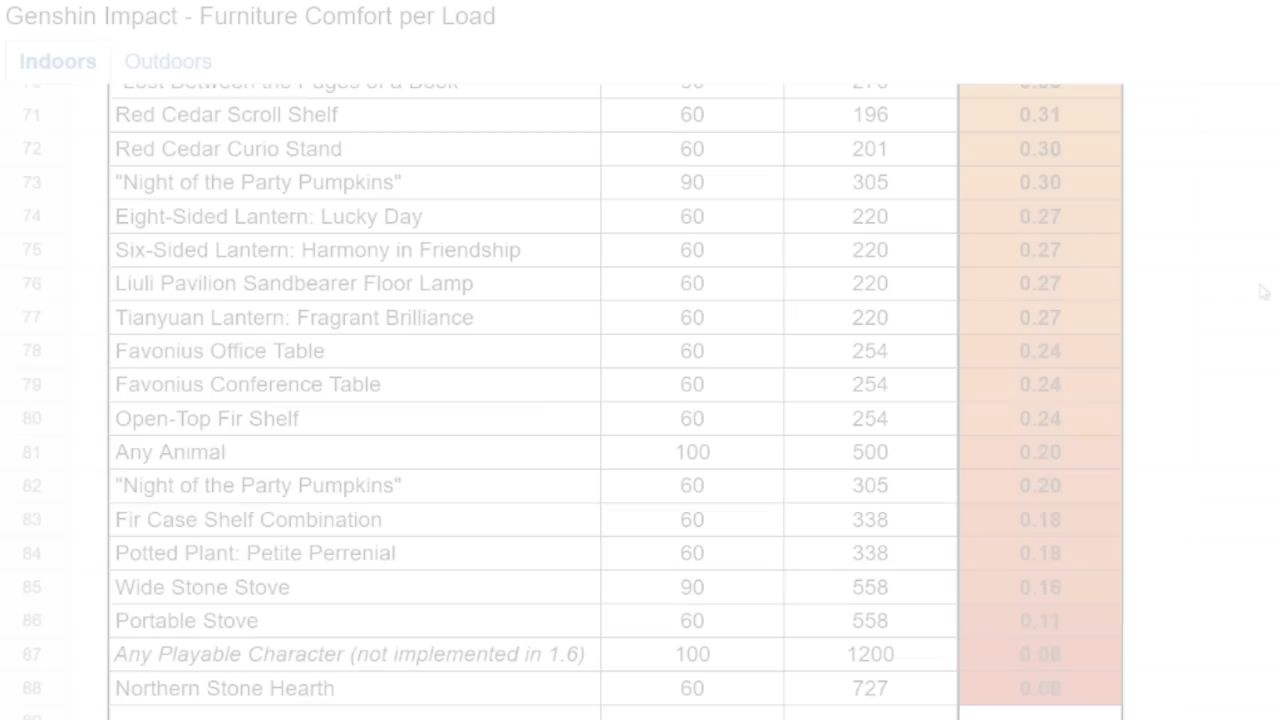 Genshin Impact - Furniture Comfort per Load
Indoors Outdoors
"Lost Between the Pages of a Book"
71 Red Cedar Scroll Shelf 60 196 0.31
72 Red Cedar Curio Stand 60 201 0.30
73 "Night of the Party Pumpkins" 90 305 0.30
74 Eight-Sided Lantern: Lucky Day 60 220 0.27
75 Six-Sided Lantern: Harmony in Friendship 60 220 0.27
76 Liuli Pavilion Sandbearer Floor Lamp 60 220 0.27
77 Tianyuan Lantern: Fragrant Brilliance 60 220 0.27
78 Favonius Office Table 60 254 0.24
79 Favonius Conference Table 60 254 0.24
80 Open-Top Fir Shelf 60 254 0.24
81 Any Animal 100 500 0.20
82 "Night of the Party Pumpkins" 60 305 0.20
83 Fir Case Shelf Combination 60 338 0.18
84 Potted Plant: Petite Perrenial 60 338 0.18
85 Wide Stone Stove 90 558 0.16
86 Portable Stove 60 558 0.11
87 Any Playable Character (not implemented in 1.6) 100 1200 0.08
88 Northern Stone Hearth 60 727 0.08